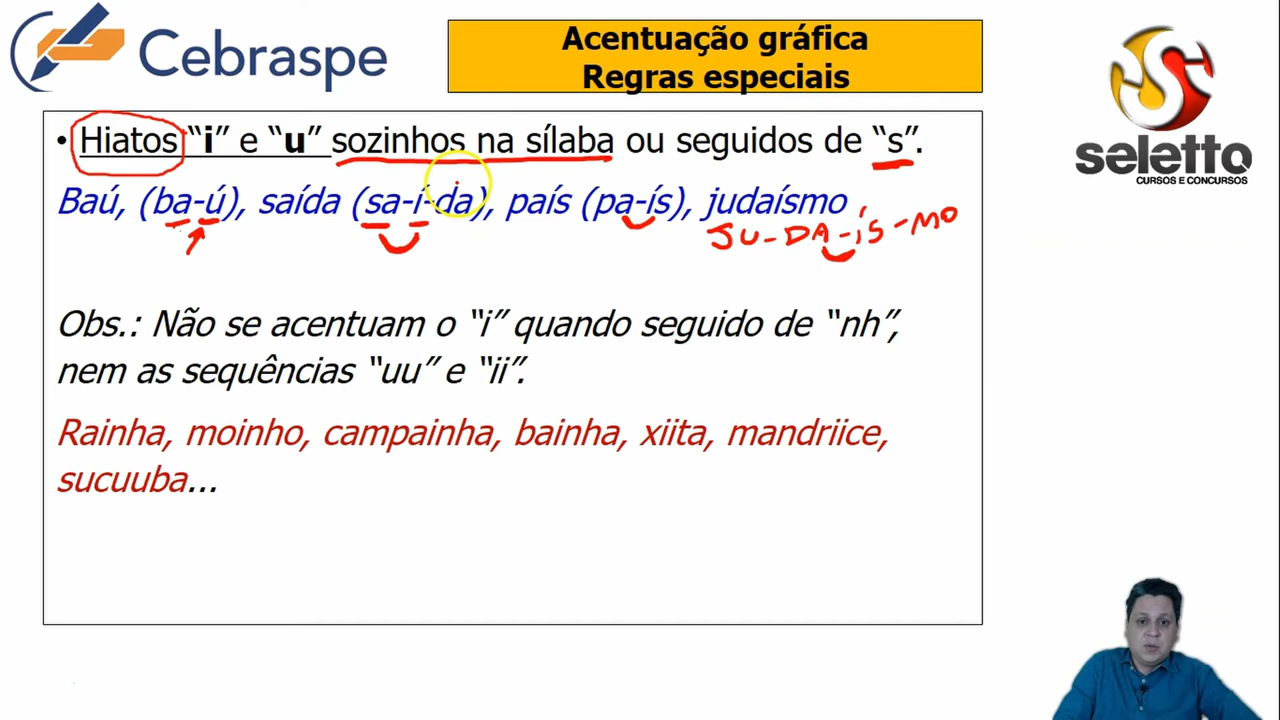 Cebraspe
Acentuação gráfica
Regras especiais
seletto
CURSOS E CONCURSOS
• Hiatos “i” e “u” sozinhos na sílaba ou seguidos de “s”.
Baú, (ba-ú), saída (sa-í-da), país (pa-ís), judaísmo
JU-DA-ÍS-MO
Obs.: Não se acentuam o “i” quando seguido de “nh”,
nem as sequências “uu” e “ii”.
Rainha, moinho, campainha, bainha, xiita, mandriice,
sucuuba...